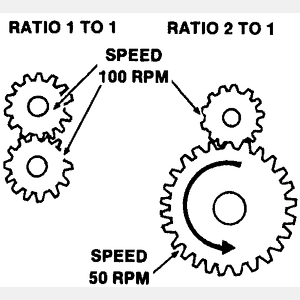 RATIO 1 TO 1
RATIO 2 TO 1
SPEED
100 RPM
SPEED
50 RPM